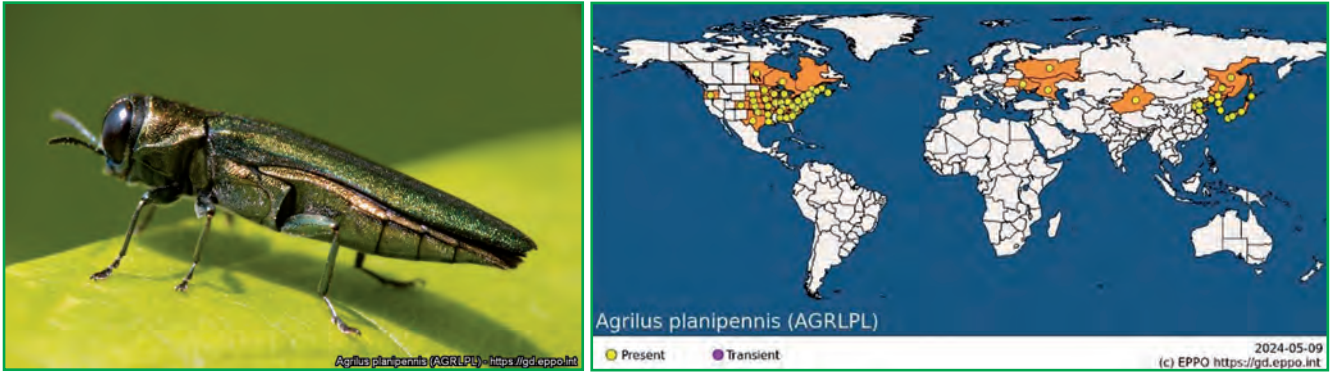 Agrilus planipennis (AGRLPL) - https://gd.eppo.int
Agrilus planipennis (AGRLPL)
Present
Transient
2024-05-09
(c) EPPO https://gd.eppo.int